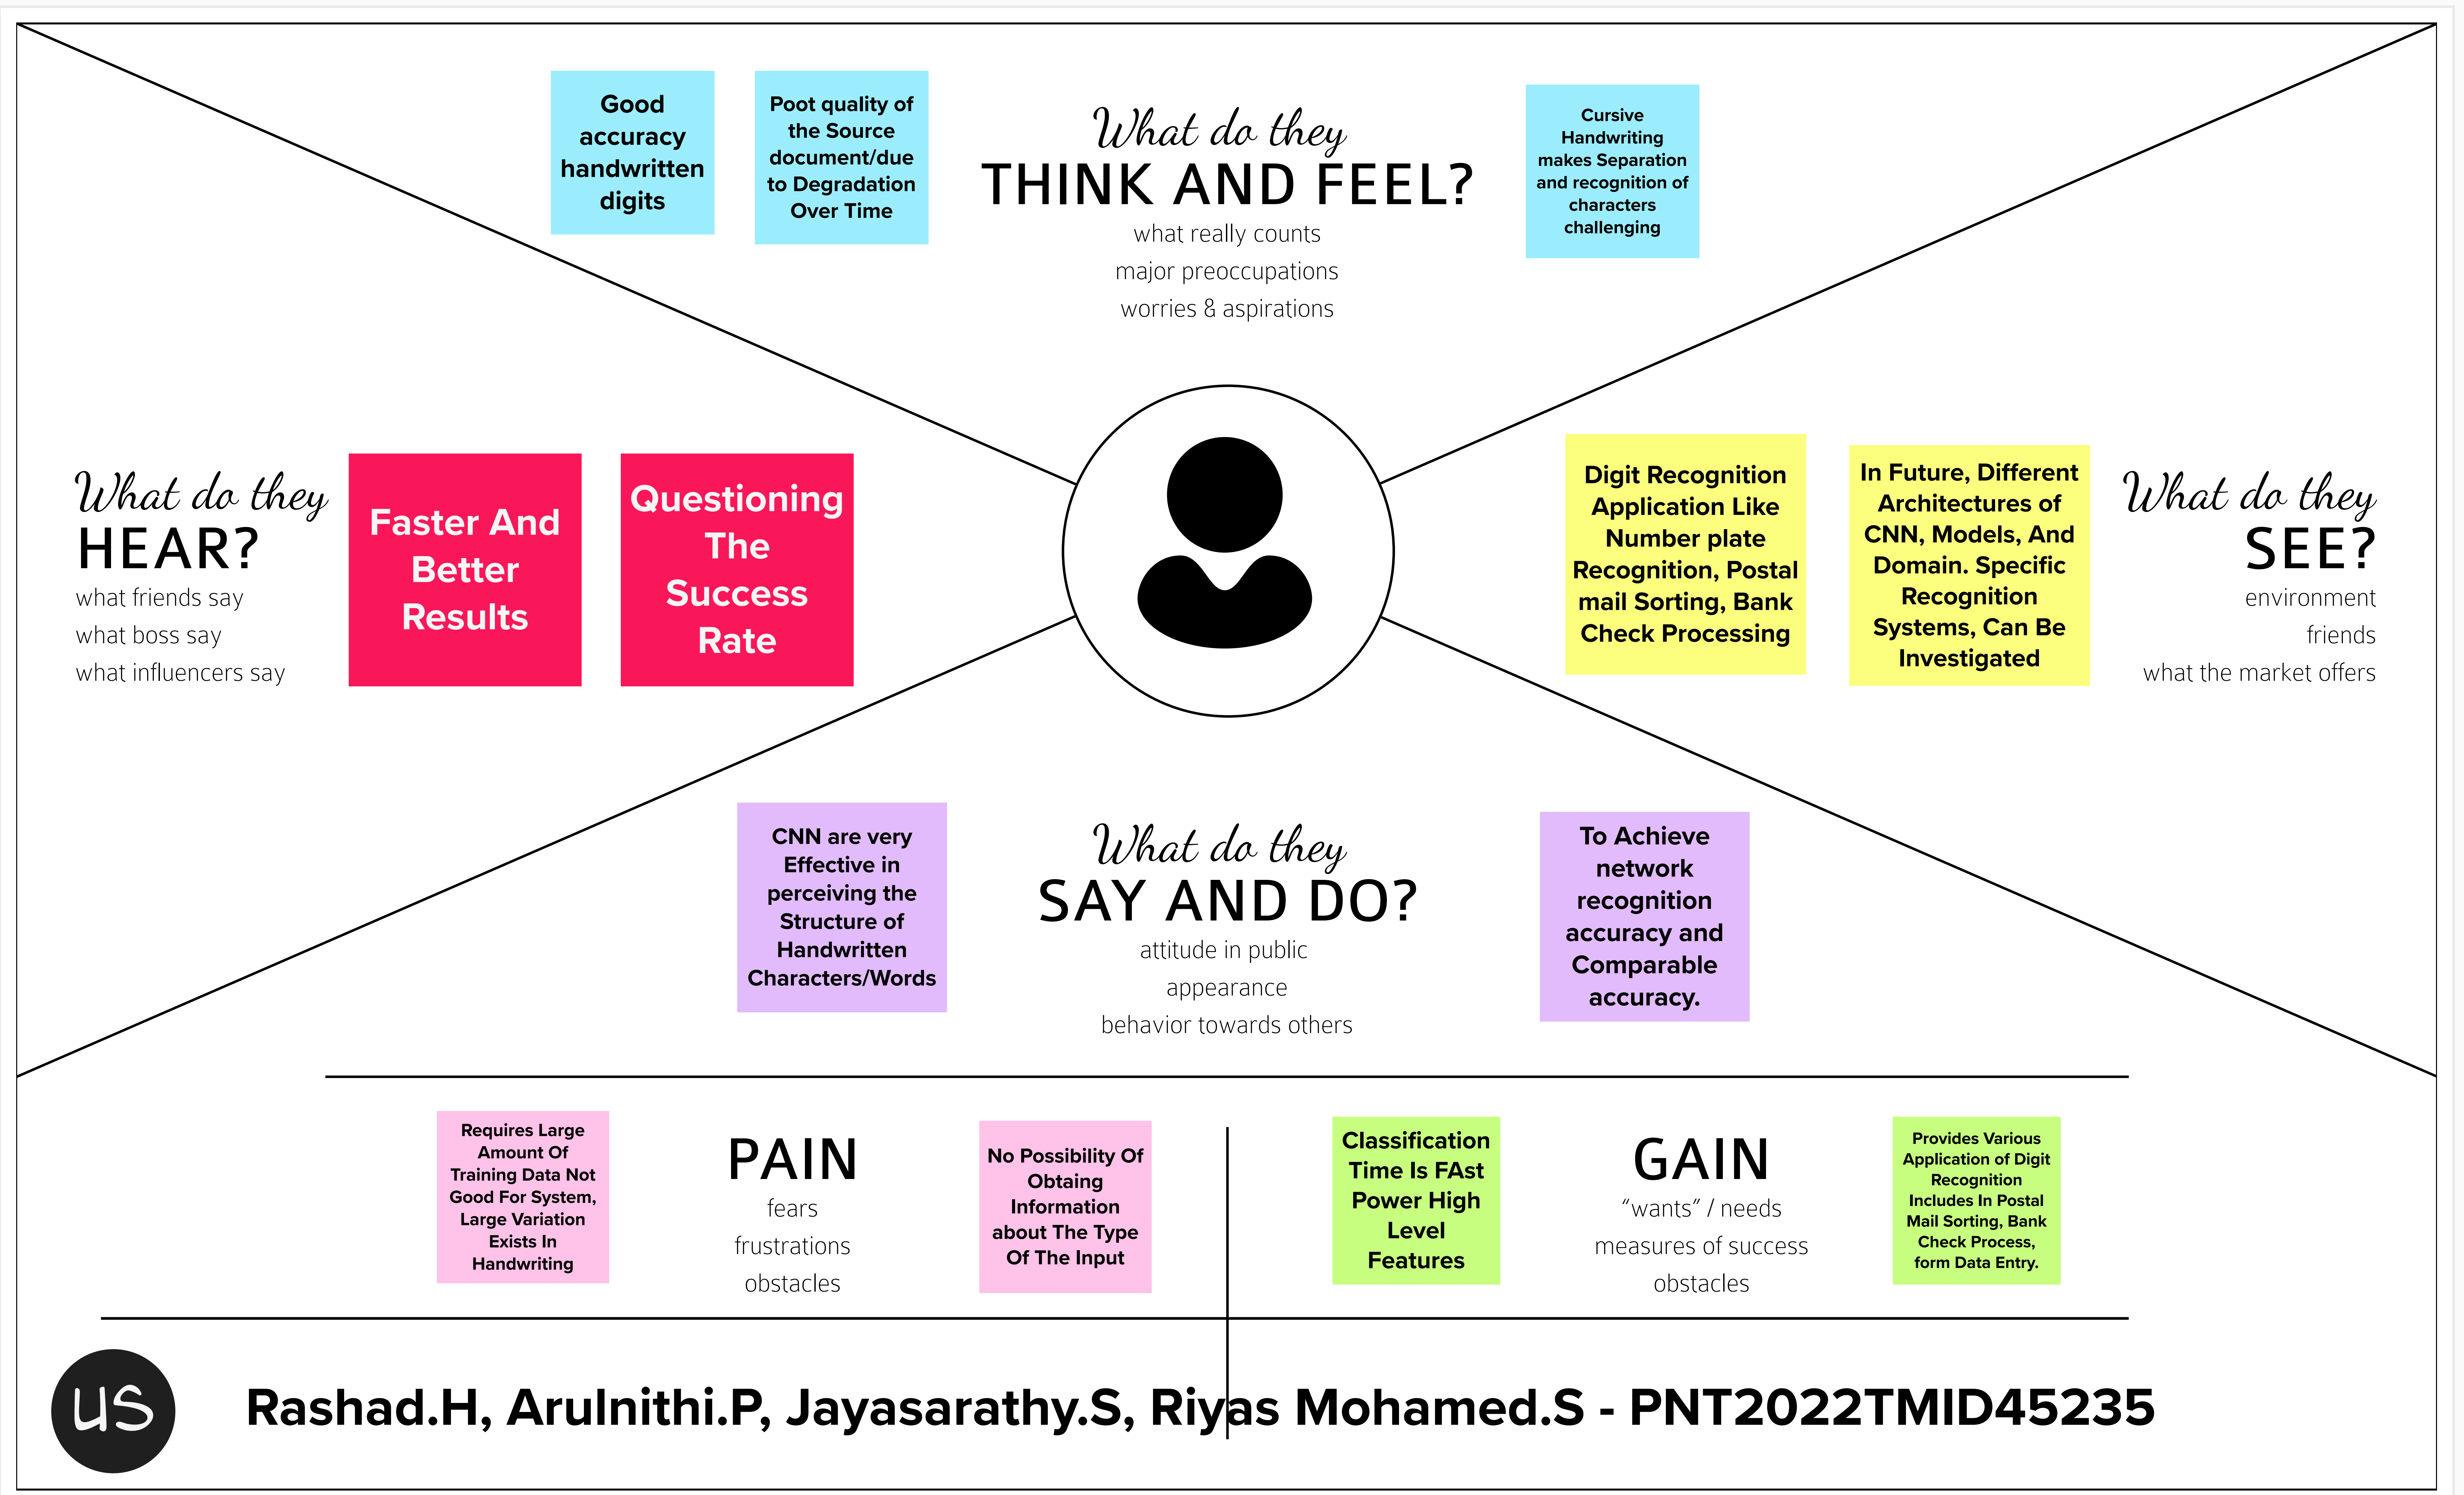 Good
accuracy
handwritten
digits
Poot quality of
the Source
document/due
to Degradation
Over Time
What do they
THINK AND FEEL?
what really counts
major preoccupations
worries & aspirations
Cursive
Handwriting
makes Separation
and recognition of
characters
challenging
What do they
HEAR?
what friends say
what boss say
what influencers say
Faster And
Better
Results
Questioning
The
Success
Rate
Digit Recognition
Application Like
Number plate
Recognition, Postal
mail Sorting, Bank
Check Processing
In Future, Different
Architectures of
CNN, Models, And
Domain. Specific
Recognition
Systems, Can Be
Investigated
What do they
SEE?
environment
friends
what the market offers
CNN are very
Effective in
perceiving the
Structure of
Handwritten
Characters/Words
What do they
SAY AND DO?
attitude in public
appearance
behavior towards others
To Achieve
network
recognition
accuracy and
Comparable
accuracy.
Requires Large
Amount Of
Training Data Not
Good For System,
Large Variation
Exists In
Handwriting
PAIN
fears
frustrations
obstacles
No Possibility Of
Obtaing
Information
about The Type
Of The Input
Classification
Time Is FAst
Power High
Level
Features
GAIN
“wants” / needs
measures of success
obstacles
Provides Various
Application of Digit
Recognition
Includes In Postal
Mail Sorting, Bank
Check Process,
form Data Entry.
us
Rashad.H, Arulnithi.P, Jayasarathy.S, Riyas Mohamed.S - PNT2022TMID45235